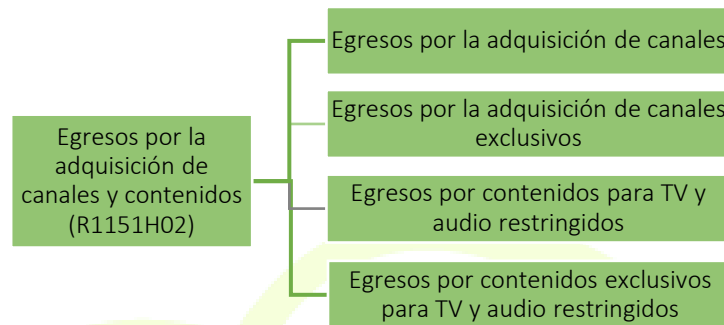 Egresos por la adquisición de canales
Egresos por la adquisición de canales
exclusivos
Egresos por la
adquisición de
canales y contenidos
(R1151H02)
Egresos por contenidos para TV y
audio restringidos
Egresos por contenidos exclusivos
para TV y audio restringidos